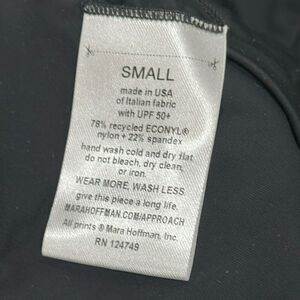 SMALL
made in USA
of Italian fabric
with UPF 50+
78% recycled ECONYL®
nylon + 22% spandex
hand wash cold and dry flat
do not bleach, dry clean,
or iron.
WEAR MORE, WASH LESS
give this piece a long life.
MARAHOFFMAN.COM/APPROACH
All prints ® Mara Hoffman, Inc.
RN 124749